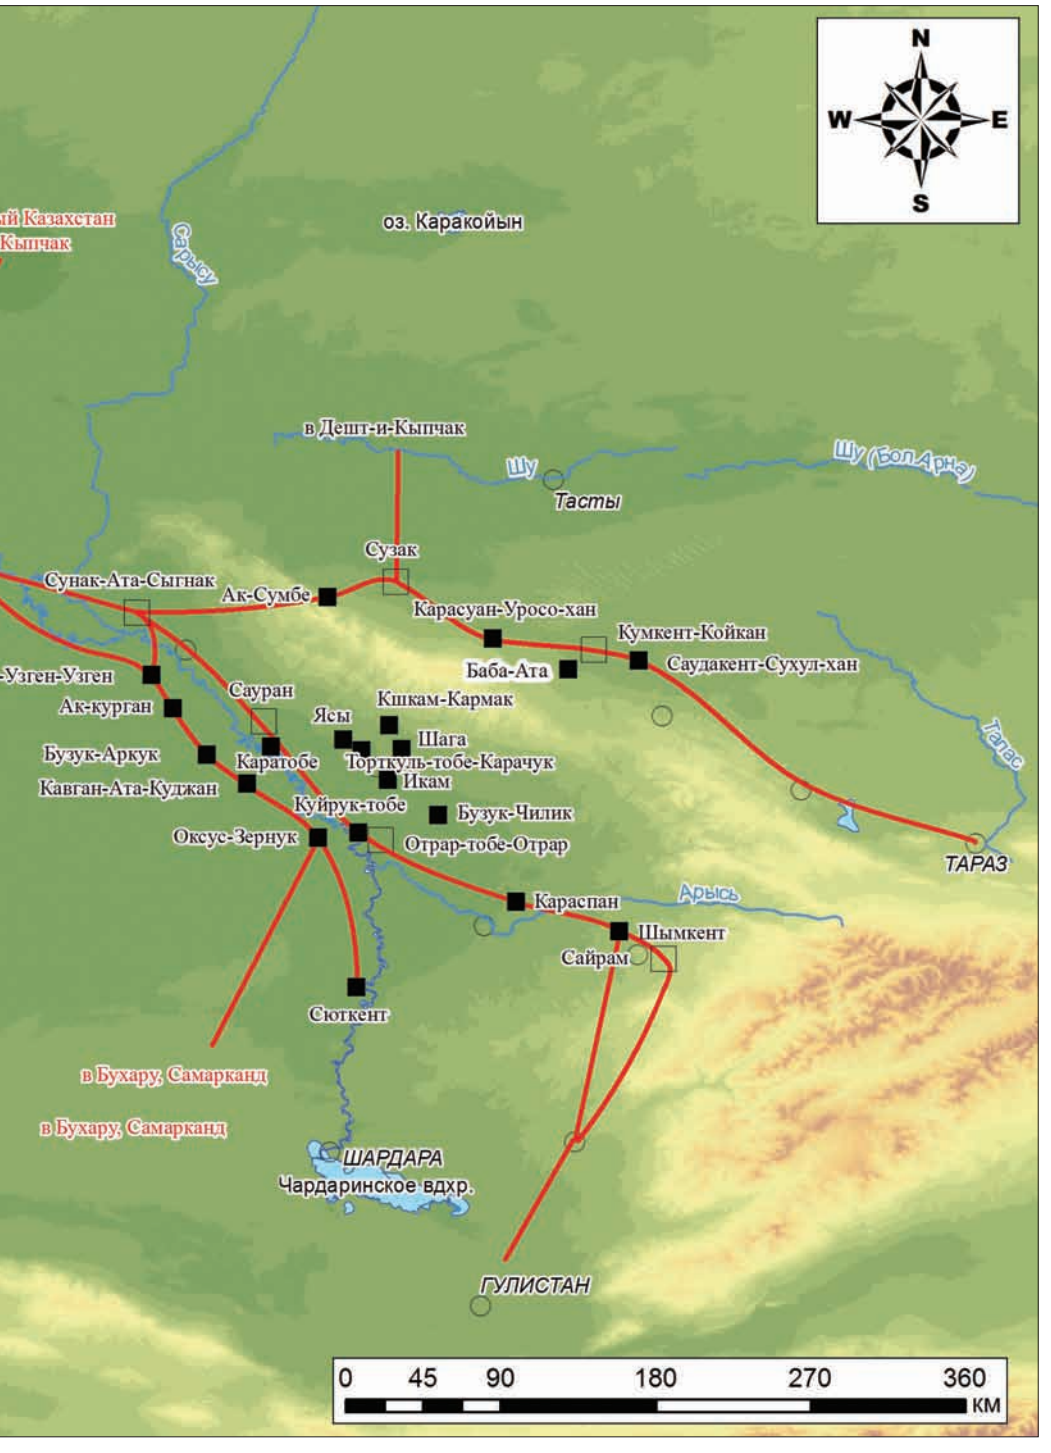 N
W E
S
ый Казахстан
Кыпчак
оз. Каракойын
Сарысу
в Дешт-и-Кыпчак
Шу
Шу (Бол.Арна)
Тасты
Сузак
Сунак-Ата-Сыгнак
Ак-Сумбе
Карасуан-Уросо-хан
Кумкент-Койкан
-Узген-Узген
Баба-Ата
Саудакент-Сухул-хан
Сауран
Кшкам-Кармак
Ак-курган
Ясы
Шага
Талас
Бузук-Аркук
Каратобе
Торткуль-тобе-Карачук
Кавган-Ата-Куджан
Икам
Куйрук-тобе
Бузук-Чилик
Оксус-Зернук
Отрар-тобе-Отрар
ТАРАЗ
Караспан
Арысь
Шымкент
Сайрам
Сюткент
в Бухару, Самарканд
в Бухару, Самарканд
ШАРДАРА
Чардаринское вдхр.
ГУЛИСТАН
0 45 90 180 270 360
КМ